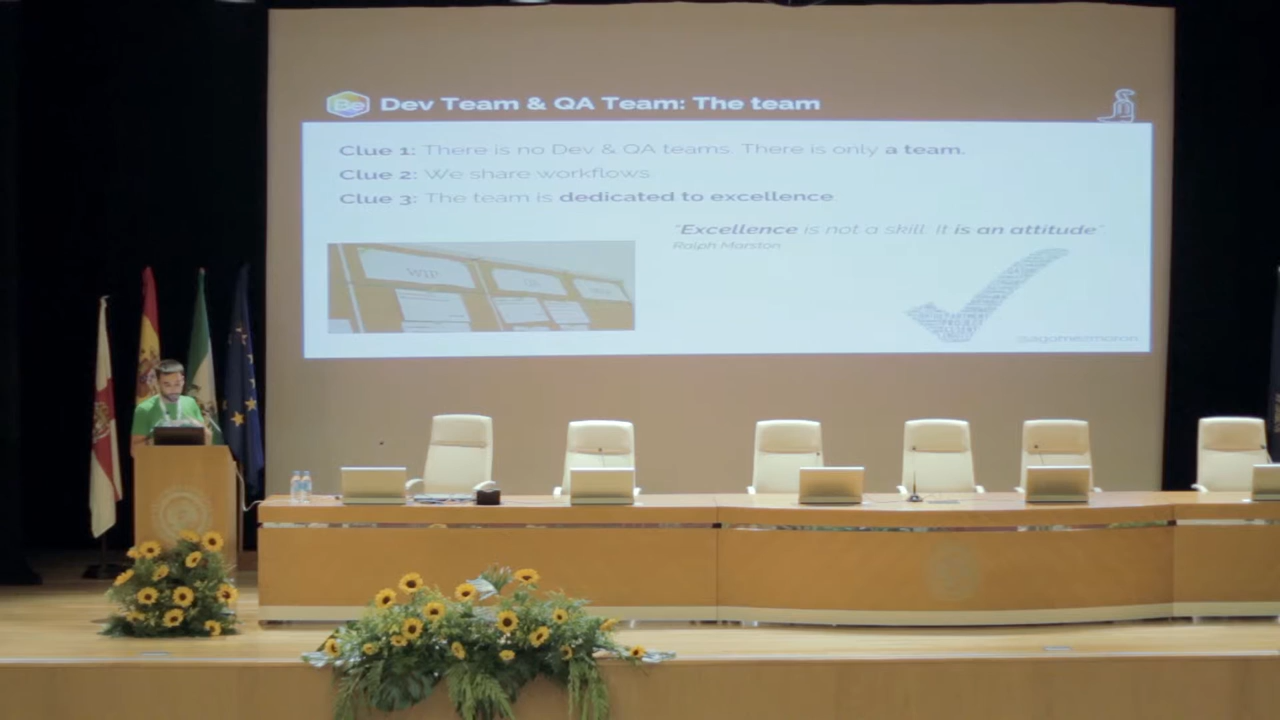 Be Dev Team & QA Team: The team
Clue 1: There is no Dev & QA teams. There is only a team.
Clue 2: We share workflows
Clue 3: The team is dedicated to excellence
"Excellence is not a skill. It is an attitude"
Ralph Marston
WIP
@agomezmoron